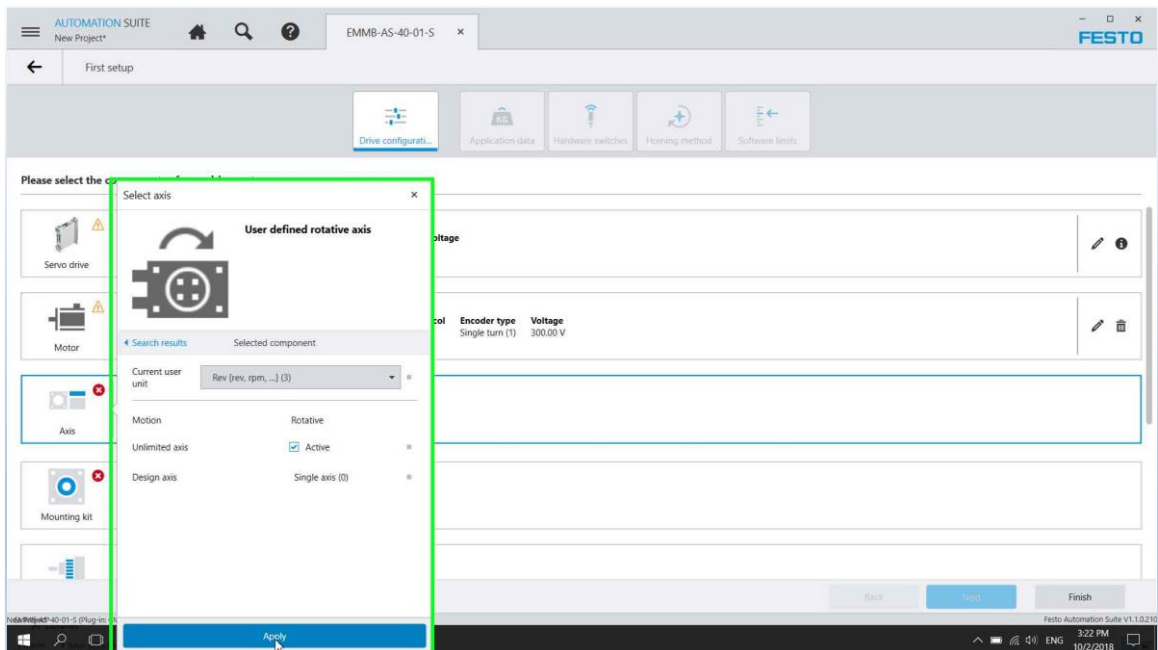 AUTOMATION SUITE
New Project*
EMMB-AS-40-01-S ×
FESTO
First setup
Drive configurati...
Application data
Hardware switches
Homing method
Software limits
Please select the
Select axis ×
User defined rotative axis
Servo drive
Motor
Encoder type Voltage
Single turn (1) 300.00 V
Search results Selected component
Current user unit Rev [rev, rpm, ...] (3)
Axis
Motion Rotative
Unlimited axis Active
Design axis Single axis (0)
Mounting kit
Back Next Finish
Apply
Festo Automation Suite V1.1.0.210
ENG
3:22 PM
10/2/2018